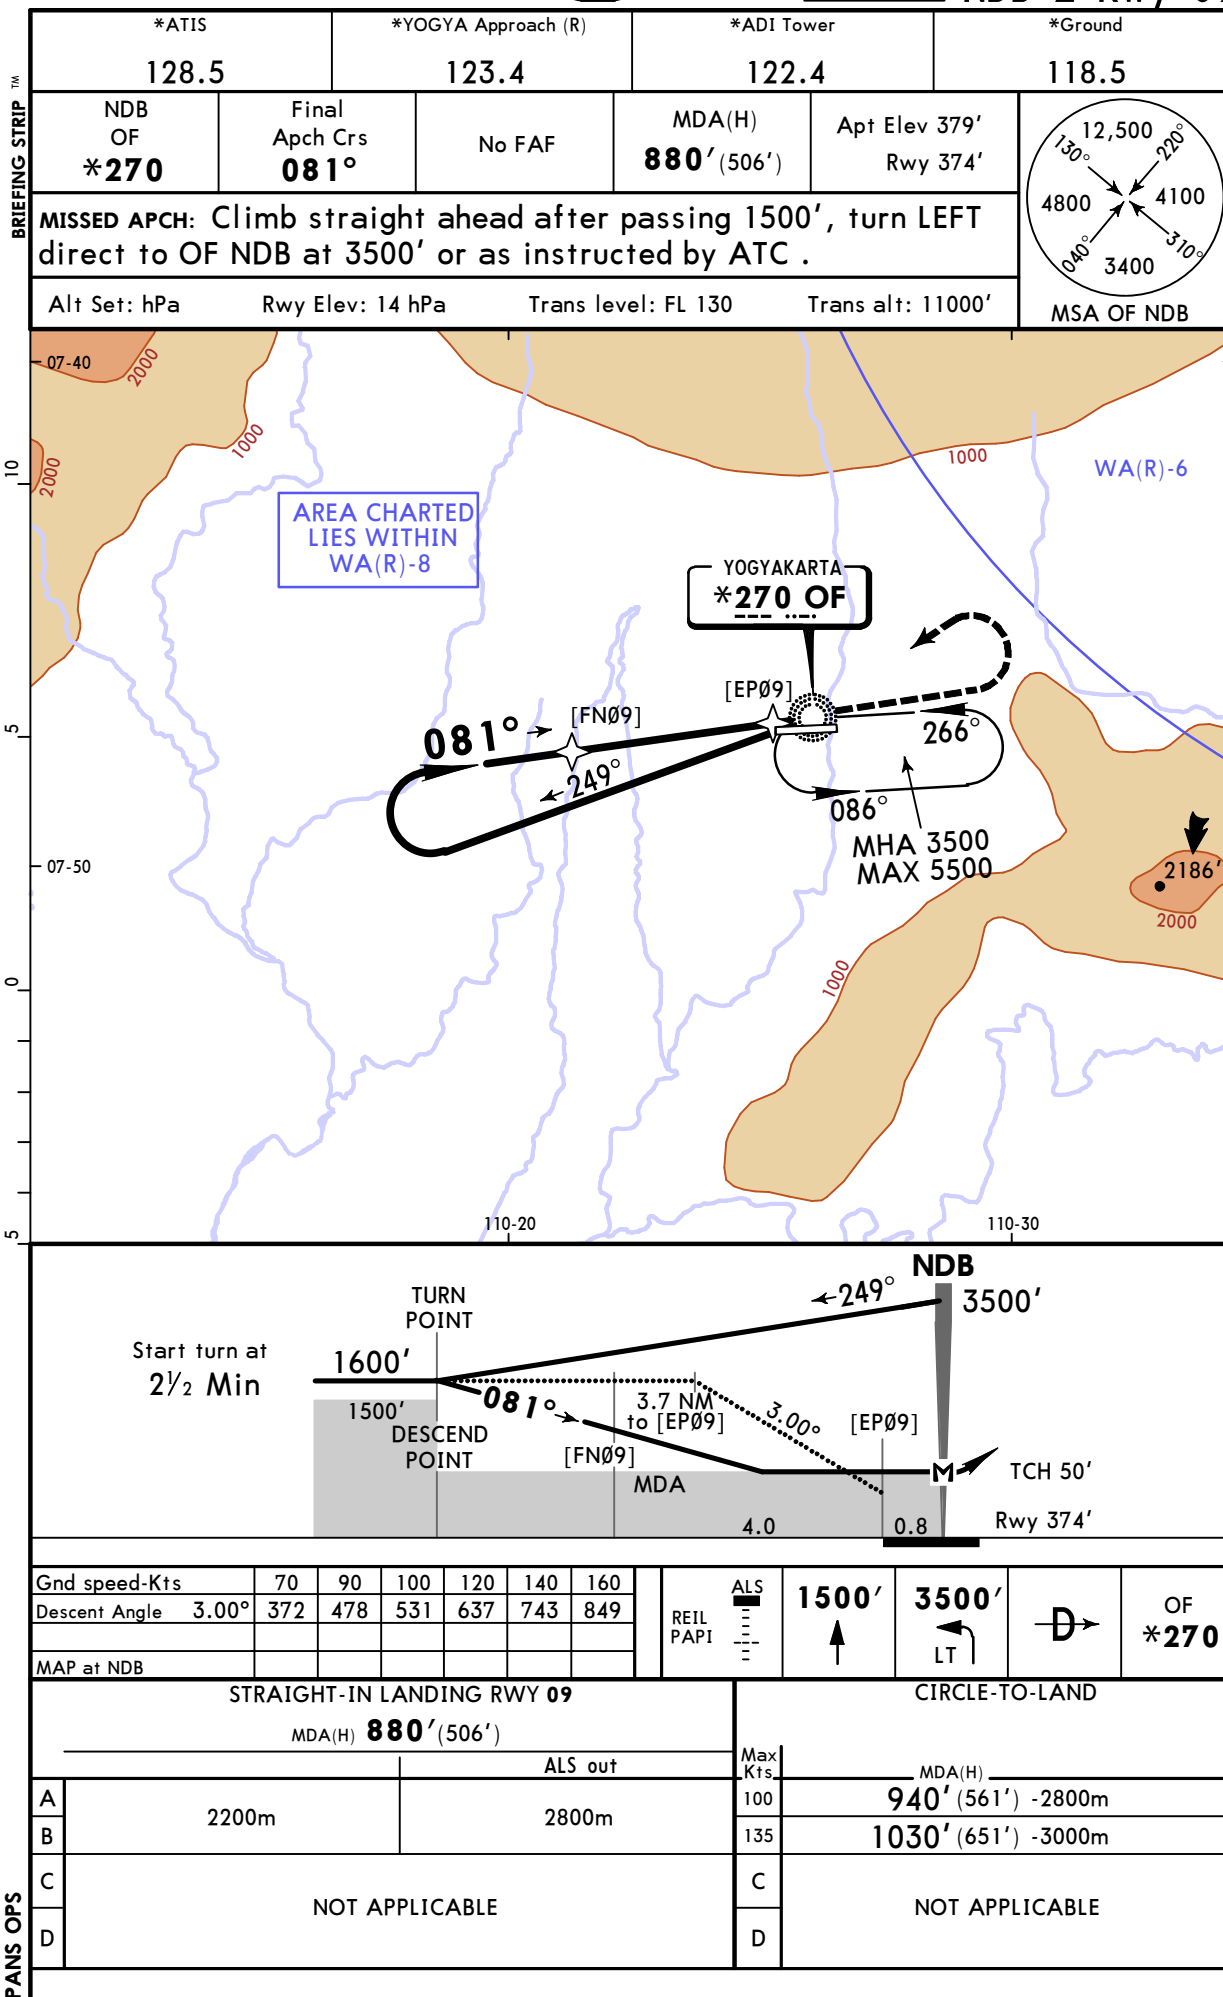 *ATIS
128.5
*YOGYA Approach (R)
123.4
*ADI Tower
122.4
*Ground
118.5
BRIEFING STRIP ™
NDB
OF
*270
Final
Apch Crs
081°
No FAF
MDA(H)
880' (506')
Apt Elev 379'
Rwy 374'
MISSED APCH: Climb straight ahead after passing 1500', turn LEFT
direct to OF NDB at 3500' or as instructed by ATC .
Alt Set: hPa Rwy Elev: 14 hPa Trans level: FL 130 Trans alt: 11000'
12,500
130°
220°
4800
4100
040°
310°
3400
MSA OF NDB
07-40
2000
1000
2000
10
1000
WA(R)-6
AREA CHARTED
LIES WITHIN
WA(R)-8
YOGYAKARTA
*270 OF
[EPØ9]
[FNØ9]
081°
249°
266°
086°
MHA 3500
MAX 5500
5
07-50
2186'
2000
1000
0
5
110-20
110-30
NDB
249°
3500'
TURN
POINT
Start turn at
2½ Min
1600'
1500'
081°
DESCEND
POINT
3.7 NM
to [EPØ9]
3.00°
[EPØ9]
[FNØ9]
MDA
M
TCH 50'
4.0
0.8
Rwy 374'
Gnd speed-Kts 70 90 100 120 140 160
Descent Angle 3.00° 372 478 531 637 743 849
MAP at NDB
REIL
PAPI
ALS
1500'
3500'
LT
D
OF
*270
STRAIGHT-IN LANDING RWY 09
MDA(H) 880' (506')
ALS out
A
B
2200m
2800m
C
D
NOT APPLICABLE
CIRCLE-TO-LAND
Max
Kts
MDA(H)
100 940' (561') -2800m
135 1030' (651') -3000m
C
D
NOT APPLICABLE
PANS OPS